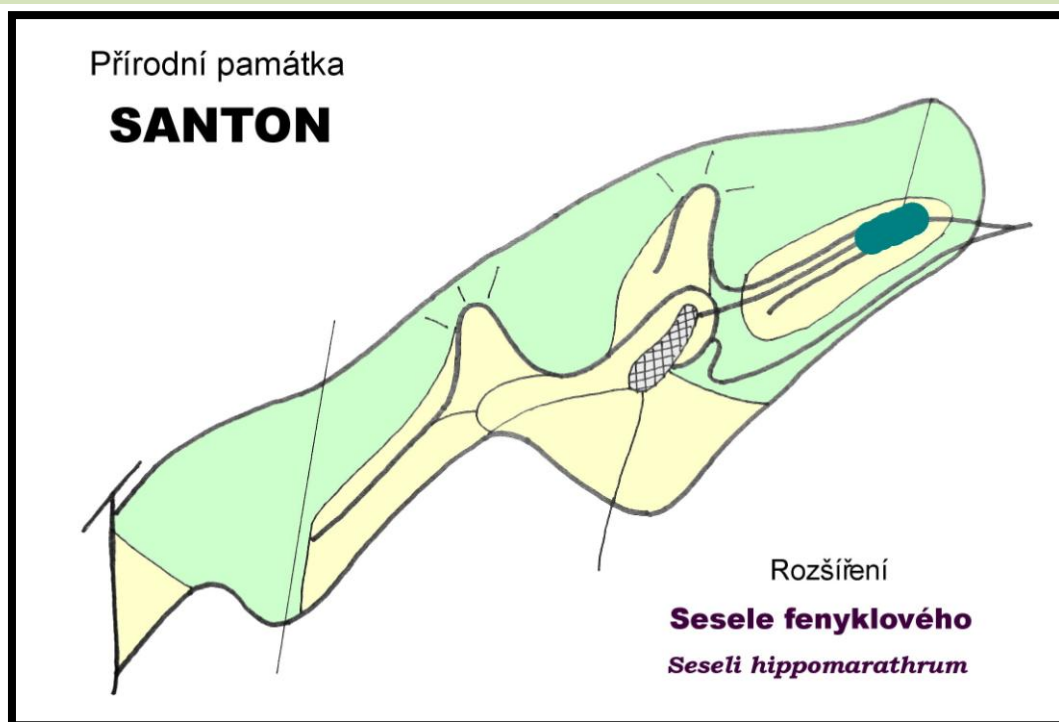 Přírodní památka
SANTON
Rozšíření
Sesele fenyklového
Seseli hippomarathrum